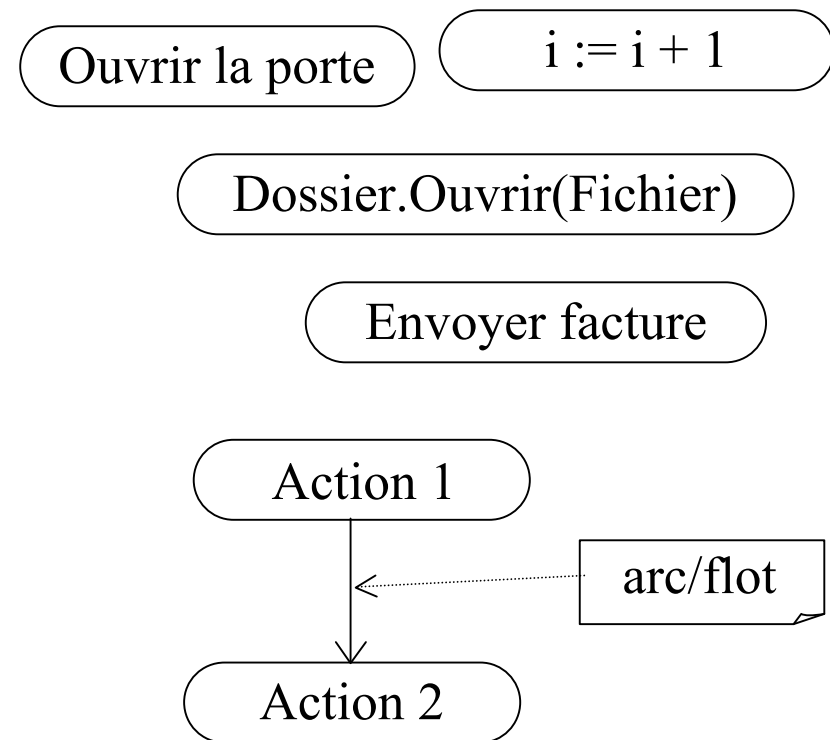 Ouvrir la porte
i := i + 1
Dossier.Ouvrir(Fichier)
Envoyer facture
Action 1
arc/flot
Action 2